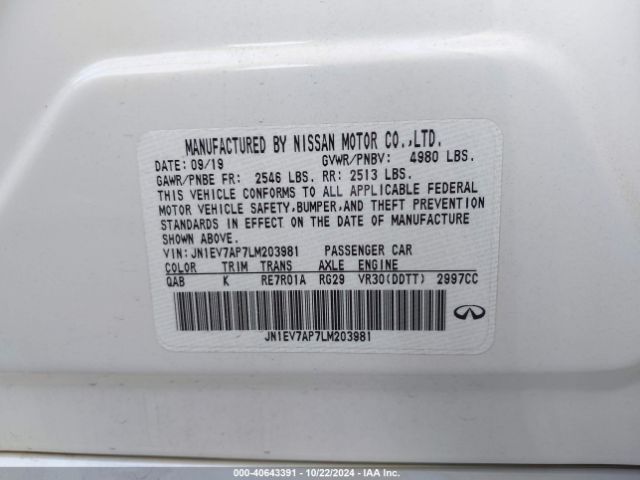 MANUFACTURED BY NISSAN MOTOR CO.,LTD.
DATE: 09/19 GVWR/PNBV: 4980 LBS.
GAWR/PNBE FR: 2546 LBS. RR: 2513 LBS.
THIS VEHICLE CONFORMS TO ALL APPLICABLE FEDERAL
MOTOR VEHICLE SAFETY,BUMPER,AND THEFT PREVENTION
STANDARDS IN EFFECT ON THE DATE OF MANUFACTURE
SHOWN ABOVE.
VIN: JN1EV7AP7LM203981 PASSENGER CAR
COLOR TRIM TRANS AXLE ENGINE
QAB K RE7R01A RG29 VR30(DDTT) 2997CC
JN1EV7AP7LM203981
000-40643391 - 10/22/2024 - IAA Inc.